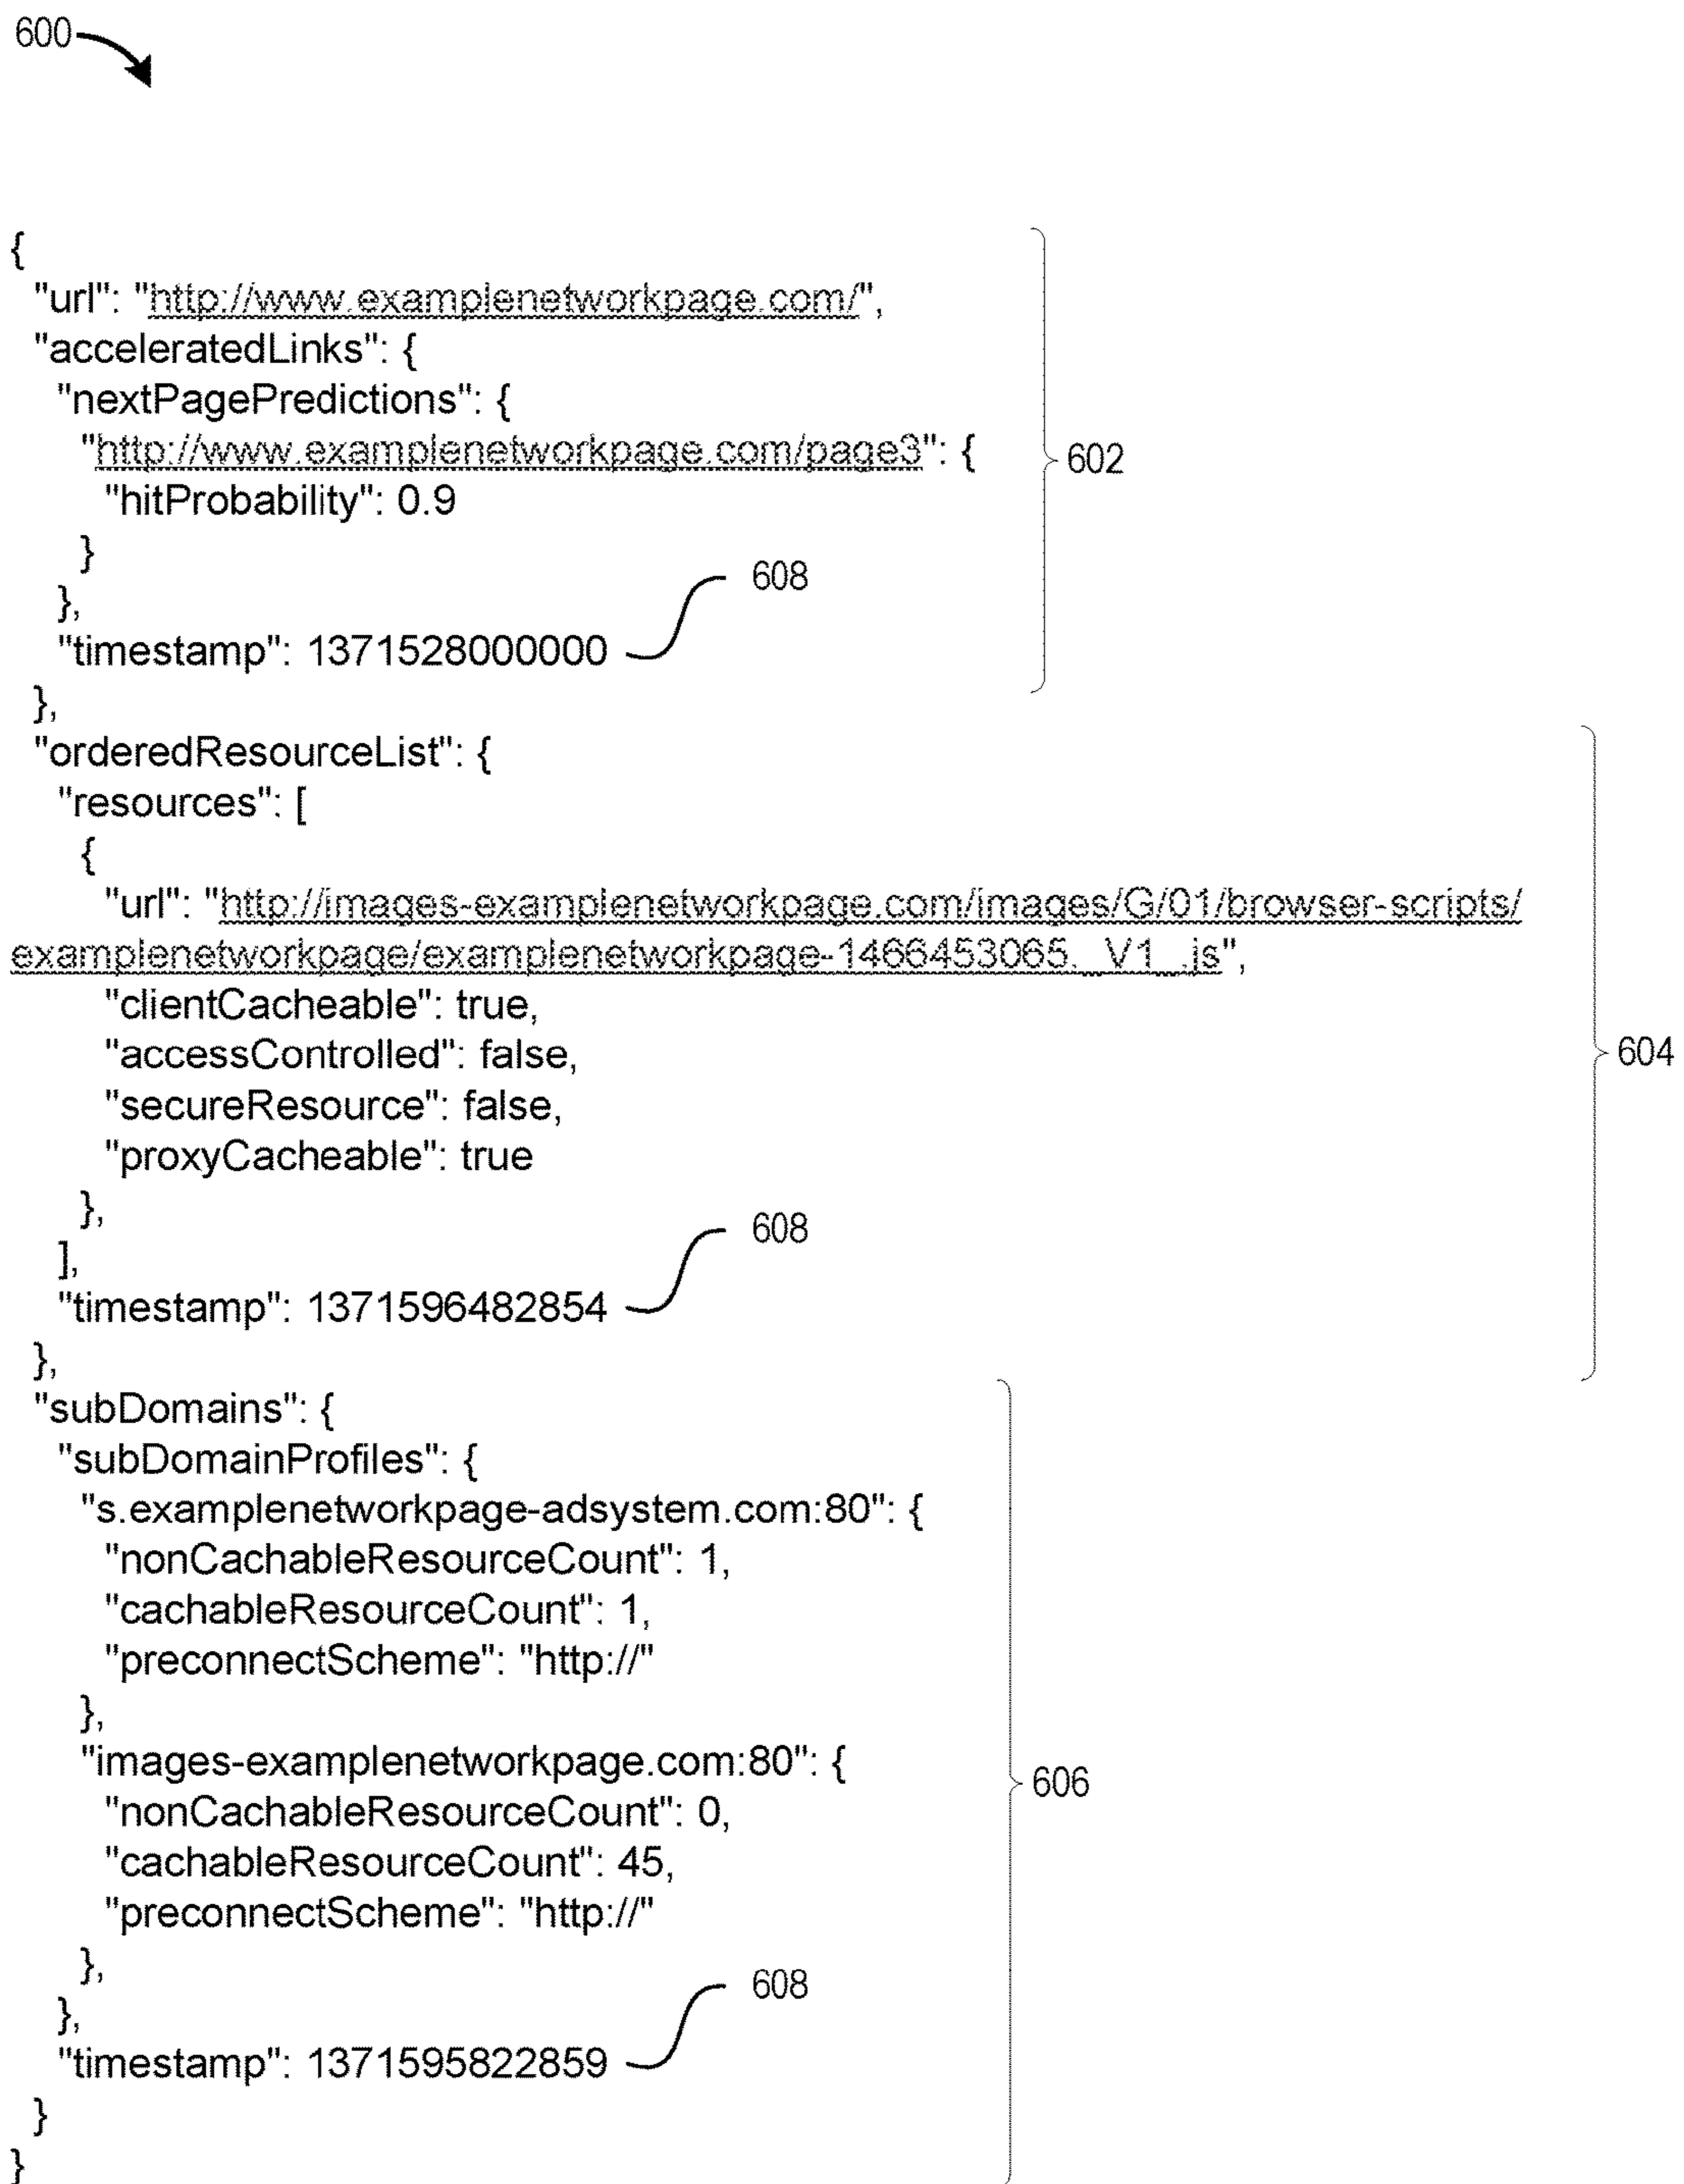 600
{
"url": "http://www.examplenetworkpage.com/",
"acceleratedLinks": {
"nextPagePredictions": {
"http://www.examplenetworkpage.com/page3": {
602
"hitProbability": 0.9
}
608
},
"timestamp": 1371528000000
},
"orderedResourceList": {
"resources": [
{
"url": "http://images-examplenetworkpage.com/images/G/01/browser-scripts/
examplenetworkpage/examplenetworkpage-1466453065._V1_.js",
"clientCacheable": true,
"accessControlled": false,
604
"secureResource": false,
"proxyCacheable": true
},
608
],
"timestamp": 1371596482854
},
"subDomains": {
"subDomainProfiles": {
"s.examplenetworkpage-adsystem.com:80": {
"nonCachableResourceCount": 1,
"cachableResourceCount": 1,
"preconnectScheme": "http://"
},
"images-examplenetworkpage.com:80": {
606
"nonCachableResourceCount": 0,
"cachableResourceCount": 45,
"preconnectScheme": "http://"
},
608
},
"timestamp": 1371595822859
}
}